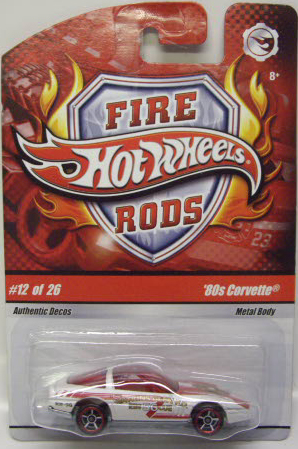 8+
FIRE
Hot Wheels
RODS
23
#12 of 26
'80s Corvette®
Authentic Decos
Metal Body